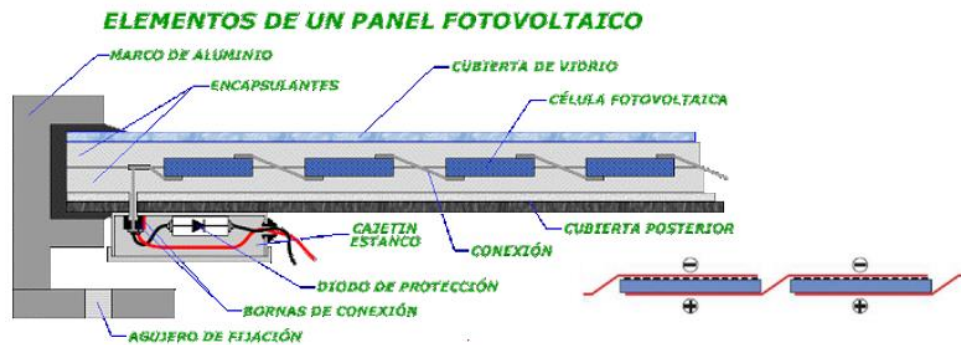 ELEMENTOS DE UN PANEL FOTOVOLTAICO
MARCO DE ALUMINIO
CUBIERTA DE VIDRIO
ENCAPSULANTES
CÉLULA FOTOVOLTAICA
CAJETIN
ESTANCO
CUBIERTA POSTERIOR
CONEXIÓN
DIODO DE PROTECCIÓN
BORNAS DE CONEXIÓN
AGUJERO DE FIJACIÓN